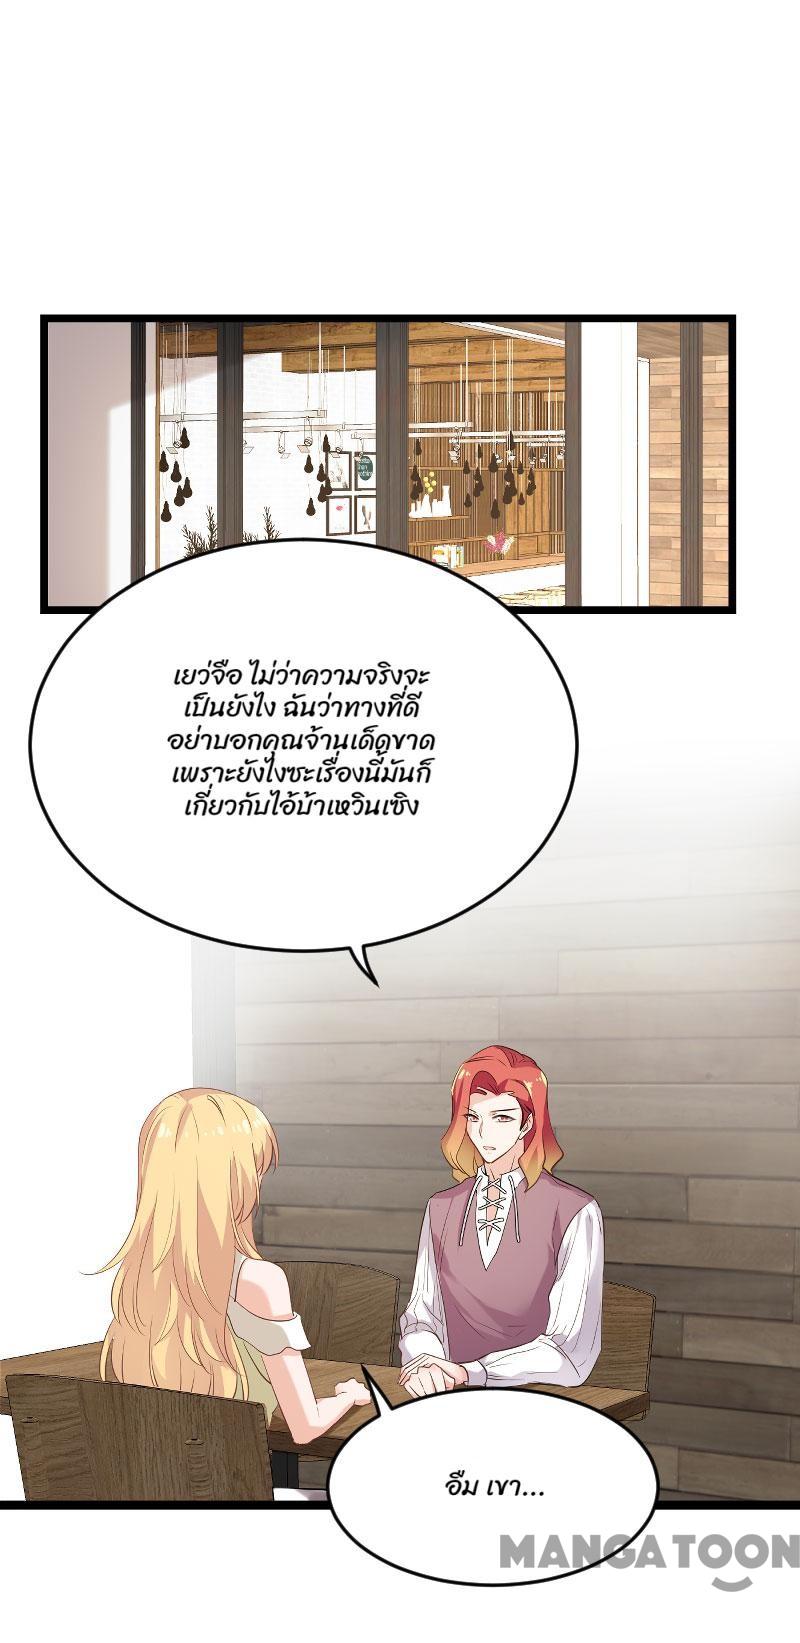 เยว่จือ ไม่ว่าความจริงจะ
เป็นยังไง ฉันว่าทางที่ดี
อย่าบอกคุณจ้านเด็ดขาด
เพราะยังไงซะเรื่องนี้มันก็
เกี่ยวกับไอ้บ้าเหวินเซิง
อืม เขา...
MANGATOON